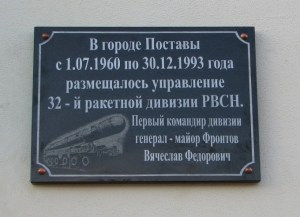 В городе Поставы
с 1.07.1960 по 30.12.1993 года
размещалось управление
32 - й ракетной дивизии РВСН.
Первый командир дивизии
генерал - майор Фронтов
Вячеслав Федорович